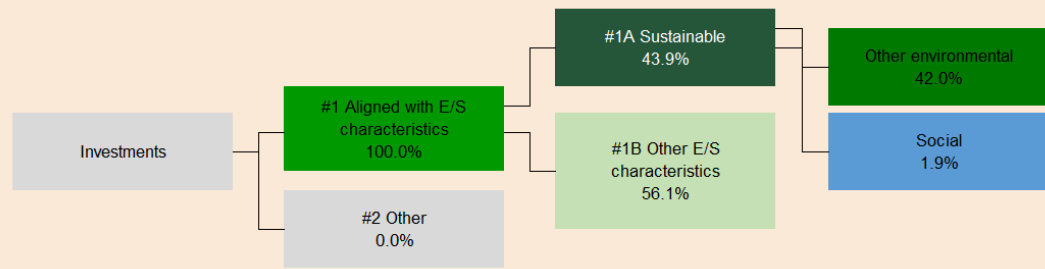 #1A Sustainable
43.9%
Other environmental
42.0%
#1 Aligned with E/S
characteristics
100.0%
Investments
#1B Other E/S
characteristics
56.1%
Social
1.9%
#2 Other
0.0%